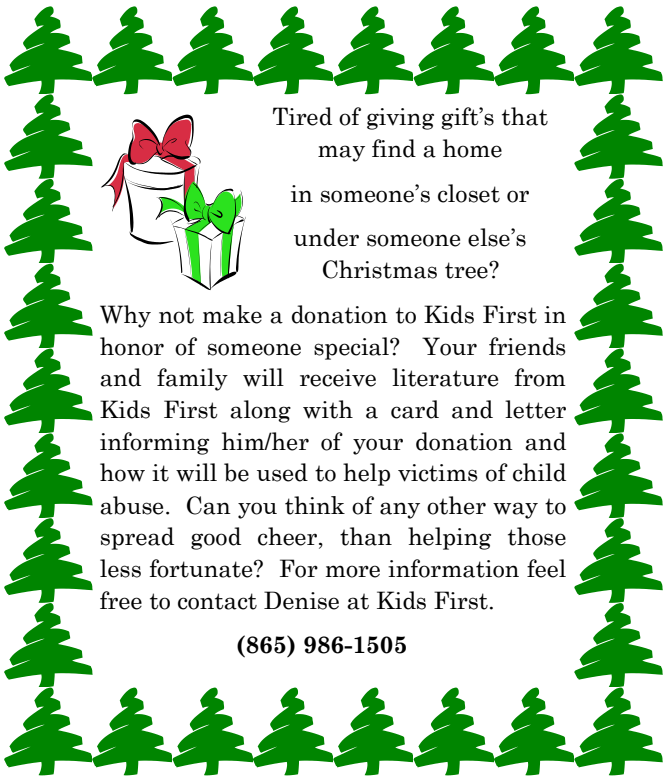 Tired of giving gift's that
may find a home
in someone's closet or
under someone else's
Christmas tree?
Why not make a donation to Kids First in
honor of someone special?  Your friends
and family will receive literature from
Kids First along with a card and letter
informing him/her of your donation and
how it will be used to help victims of child
abuse.  Can you think of any other way to
spread good cheer, than helping those
less fortunate?  For more information feel
free to contact Denise at Kids First.
(865) 986-1505